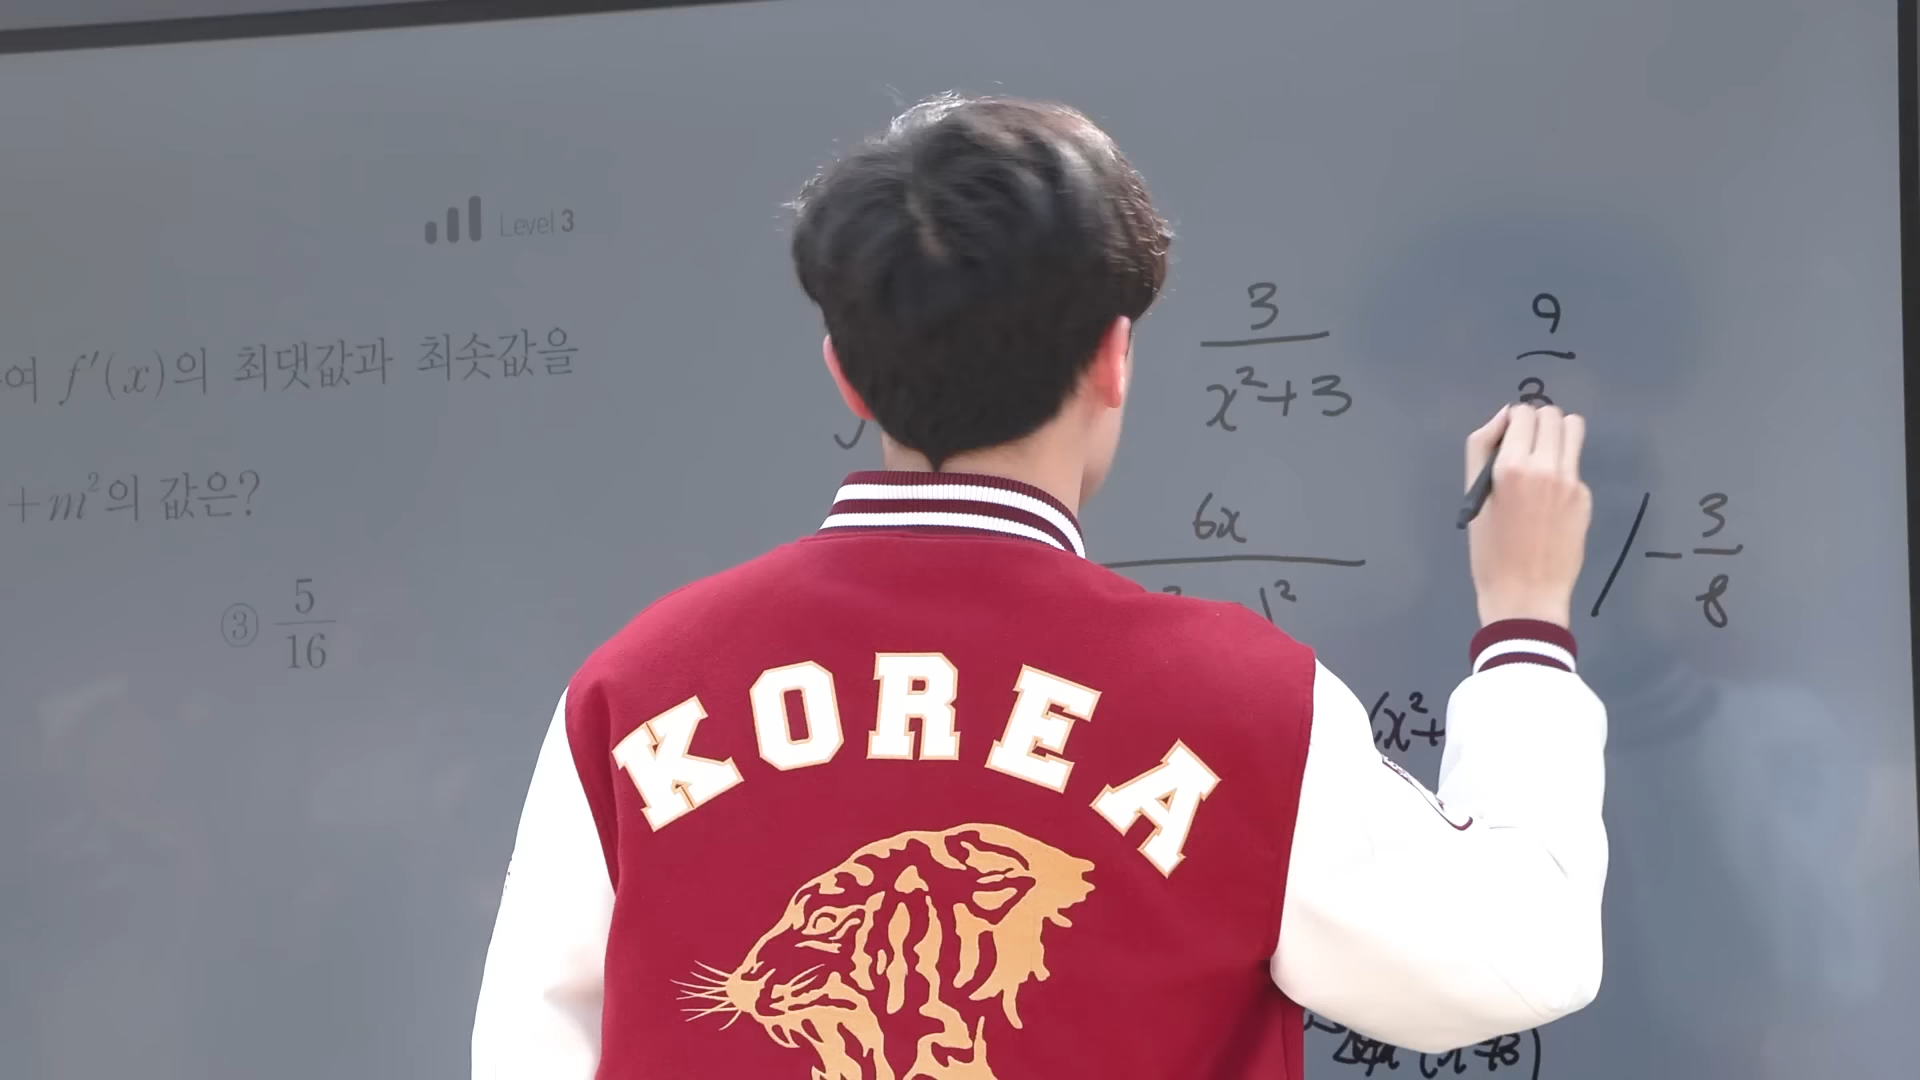 Level 3
여 f′(x)의 최댓값과 최솟값을
+m²의 값은?
③ 5/16
3
x²+3
9
3
6x
/ − 3/8
(x²+
KOREA